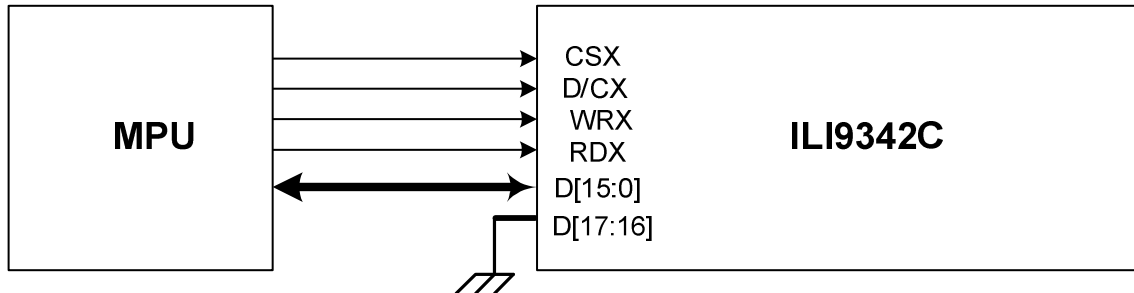 MPU
CSX
D/CX
WRX
RDX
D[15:0]
D[17:16]
ILI9342C